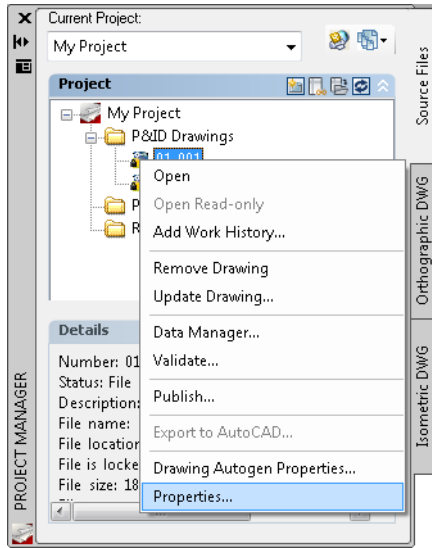 Current Project:
My Project
Project
My Project
P&ID Drawings
01_001
P
R
Open
Open Read-only
Add Work History...
Remove Drawing
Update Drawing...
Data Manager...
Validate...
Publish...
Export to AutoCAD...
Drawing Autogen Properties...
Properties...
Details
Number: 01
Status: File
Description:
File name:
File location
File is locke
File size: 18
PROJECT MANAGER
Source Files
Orthographic DWG
Isometric DWG